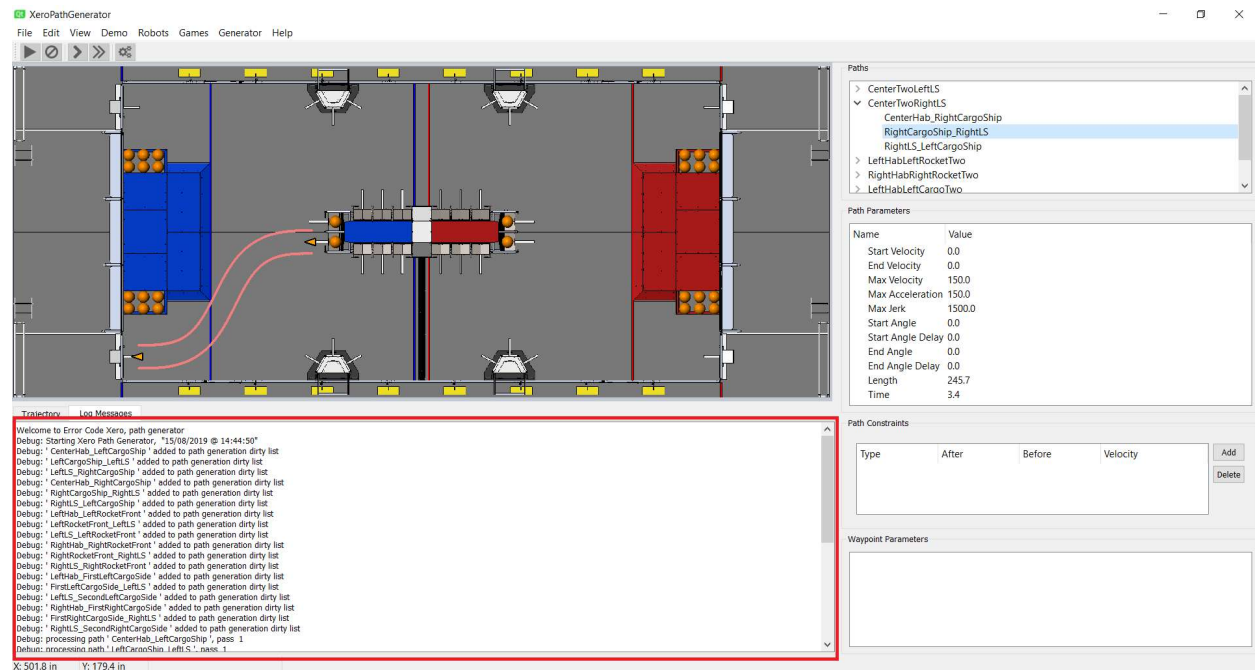 XeroPathGenerator
File Edit View Demo Robots Games Generator Help
Paths
CenterTwoLeftLS
CenterTwoRightLS
CenterHab_RightCargoShip
RightCargoShip_RightLS
RightLS_LeftCargoShip
LeftHabLeftRocketTwo
RightHabRightRocketTwo
LeftHabLeftCargoTwo
Path Parameters
Name Value
Start Velocity 0.0
End Velocity 0.0
Max Velocity 150.0
Max Acceleration 150.0
Max Jerk 1500.0
Start Angle 0.0
Start Angle Delay 0.0
End Angle 0.0
End Angle Delay 0.0
Length 245.7
Time 3.4
Trajectory Log Messages
Welcome to Error Code Xero, path generator
Debug: Starting Xero Path Generator, "15/08/2019 @ 14:44:50"
Debug: ' CenterHab_LeftCargoShip ' added to path generation dirty list
Debug: ' LeftCargoShip_LeftLS ' added to path generation dirty list
Debug: ' LeftLS_RightCargoShip ' added to path generation dirty list
Debug: ' CenterHab_RightCargoShip ' added to path generation dirty list
Debug: ' RightCargoShip_RightLS ' added to path generation dirty list
Debug: ' RightLS_LeftCargoShip ' added to path generation dirty list
Debug: ' LeftHab_LeftRocketFront ' added to path generation dirty list
Debug: ' LeftRocketFront_LeftLS ' added to path generation dirty list
Debug: ' LeftLS_LeftRocketFront ' added to path generation dirty list
Debug: ' RightHab_RightRocketFront ' added to path generation dirty list
Debug: ' RightRocketFront_RightLS ' added to path generation dirty list
Debug: ' RightLS_RightRocketFront ' added to path generation dirty list
Debug: ' LeftHab_FirstLeftCargoSide ' added to path generation dirty list
Debug: ' FirstLeftCargoSide_LeftLS ' added to path generation dirty list
Debug: ' LeftLS_SecondLeftCargoSide ' added to path generation dirty list
Debug: ' RightHab_FirstRightCargoSide ' added to path generation dirty list
Debug: ' FirstRightCargoSide_RightLS ' added to path generation dirty list
Debug: ' RightLS_SecondRightCargoSide ' added to path generation dirty list
Debug: processing path ' CenterHab_LeftCargoShip ', pass 1
Debug: processing path ' LeftCargoShip_LeftLS ', pass 1
Path Constraints
Type After Before Velocity
Add
Delete
Waypoint Parameters
X: 501.8 in Y: 179.4 in